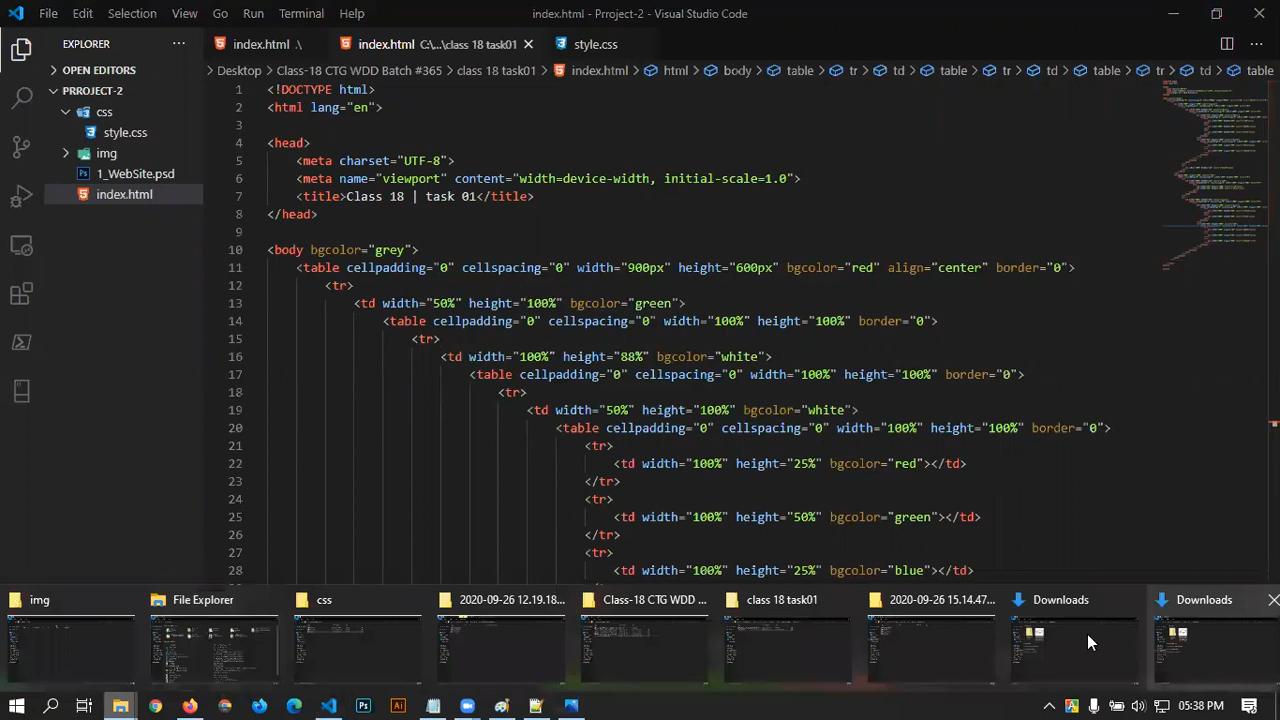 File Edit Selection View Go Run Terminal Help index.html - Prroject-2 - Visual Studio Code
EXPLORER
index.html .\ index.html C:\...\class 18 task01 style.css
OPEN EDITORS
Desktop > Class-18 CTG WDD Batch #365 > class 18 task01 > index.html > html > body > table > tr > td > table > tr > td > table > tr > td > table
PRROJECT-2
css
style.css
img
1_WebSite.psd
index.html
1 <!DOCTYPE html>
2 <html lang="en">
3
4 <head>
5 <meta charset="UTF-8">
6 <meta name="viewport" content="width=device-width, initial-scale=1.0">
7 <title>Class 18 | task 01</title>
8 </head>
9
10 <body bgcolor="grey">
11 <table cellpadding="0" cellspacing="0" width="900px" height="600px" bgcolor="red" align="center" border="0">
12 <tr>
13 <td width="50%" height="100%" bgcolor="green">
14 <table cellpadding="0" cellspacing="0" width="100%" height="100%" border="0">
15 <tr>
16 <td width="100%" height="88%" bgcolor="white">
17 <table cellpadding="0" cellspacing="0" width="100%" height="100%" border="0">
18 <tr>
19 <td width="50%" height="100%" bgcolor="white">
20 <table cellpadding="0" cellspacing="0" width="100%" height="100%" border="0">
21 <tr>
22 <td width="100%" height="25%" bgcolor="red"></td>
23 </tr>
24 <tr>
25 <td width="100%" height="50%" bgcolor="green"></td>
26 </tr>
27 <tr>
28 <td width="100%" height="25%" bgcolor="blue"></td>
img File Explorer css 2020-09-26 12.19.18... Class-18 CTG WDD ... class 18 task01 2020-09-26 15.14.47... Downloads Downloads
05:38 PM